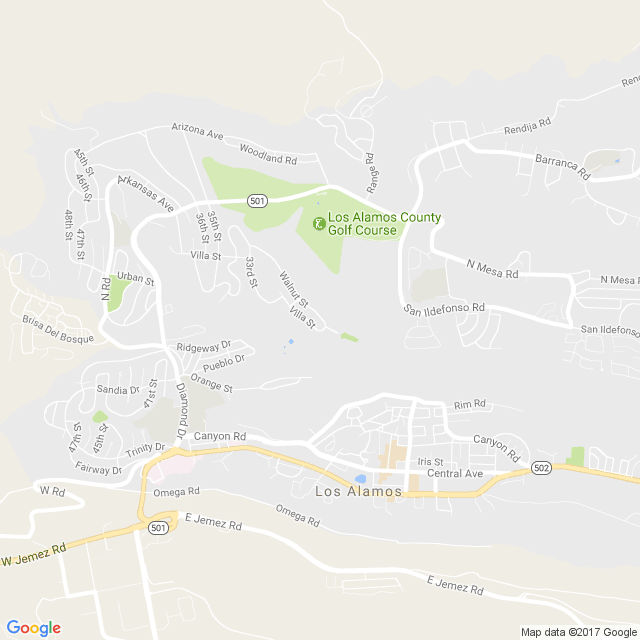 Rendija Rd
Rend
Arizona Ave
Woodland Rd
Range Rd
Barranca Rd
45th St
46th St
Arkansas Ave
48th St
47th St
501
35th St
36th St
Los Alamos County
Golf Course
Villa St
33rd St
Walnut St
Villa St
N Mesa Rd
N Mesa R
Urban St
N Rd
San Ildefonso Rd
San Ildefonso
Brisa Del Bosque
Ridgeway Dr
Pueblo Dr
Orange St
Sandia Dr
41st St
Diamond Dr
47th St
45th St
Rim Rd
Canyon Rd
Canyon Rd
Trinity Dr
Fairway Dr
Iris St
Central Ave
502
W Rd
Omega Rd
Los Alamos
Omega Rd
501
E Jemez Rd
W Jemez Rd
E Jemez Rd
Google
Map data ©2017 Google